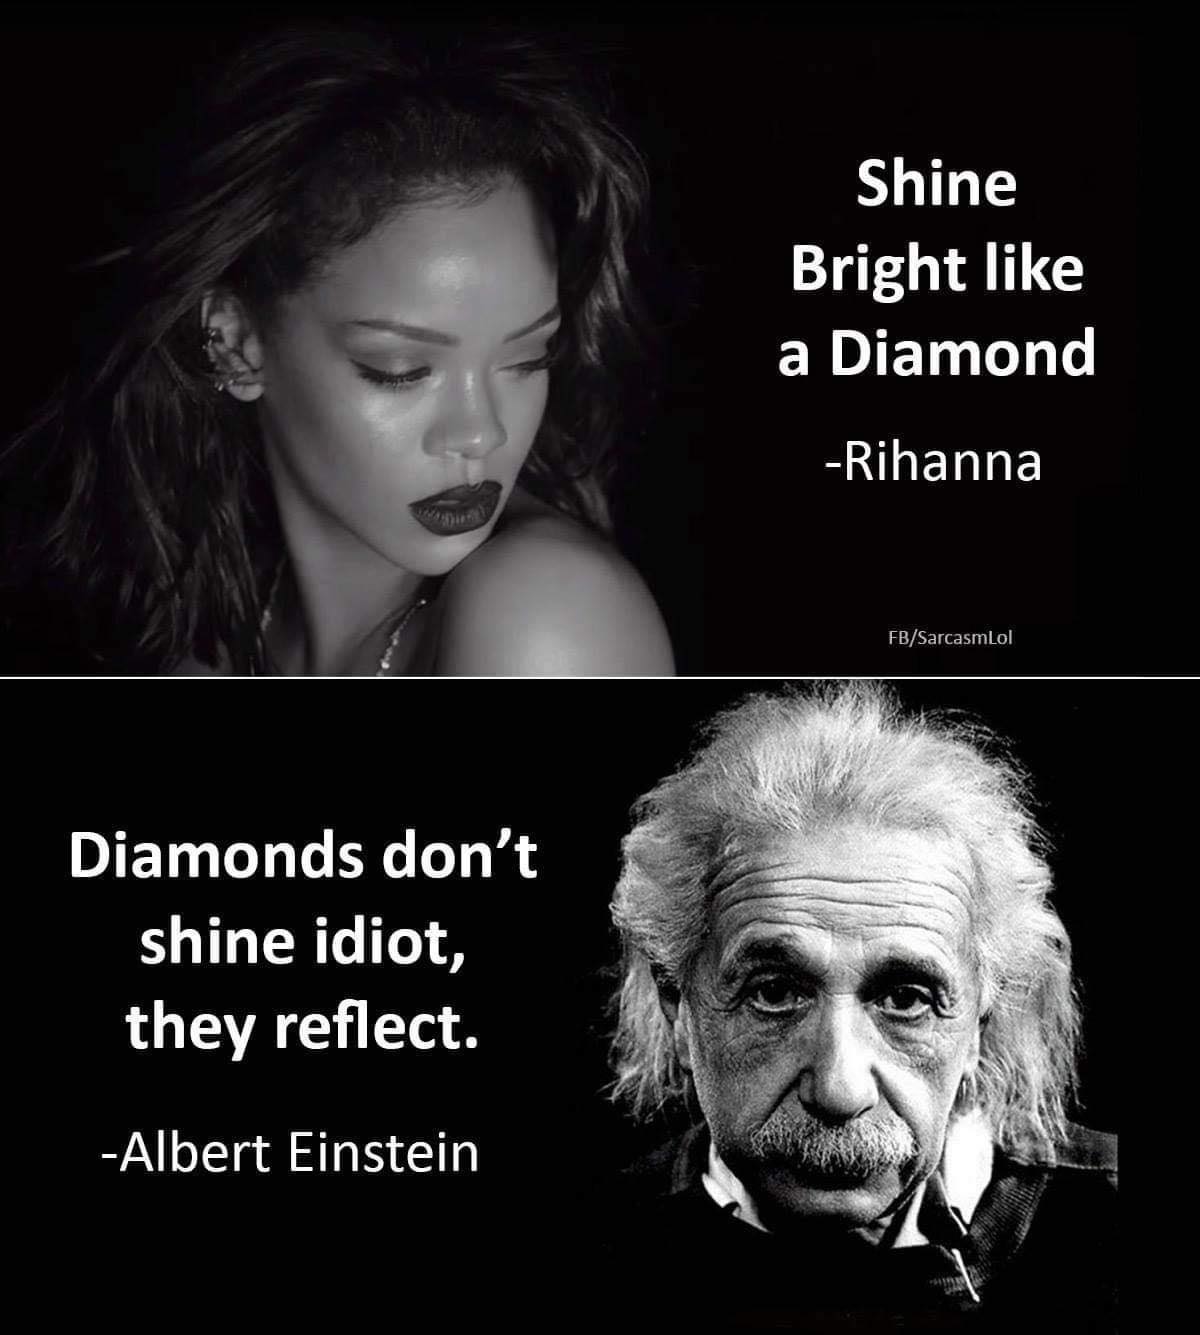 Shine
Bright like
a Diamond
-Rihanna
FB/SarcasmLol
Diamonds don’t
shine idiot,
they reflect.
-Albert Einstein